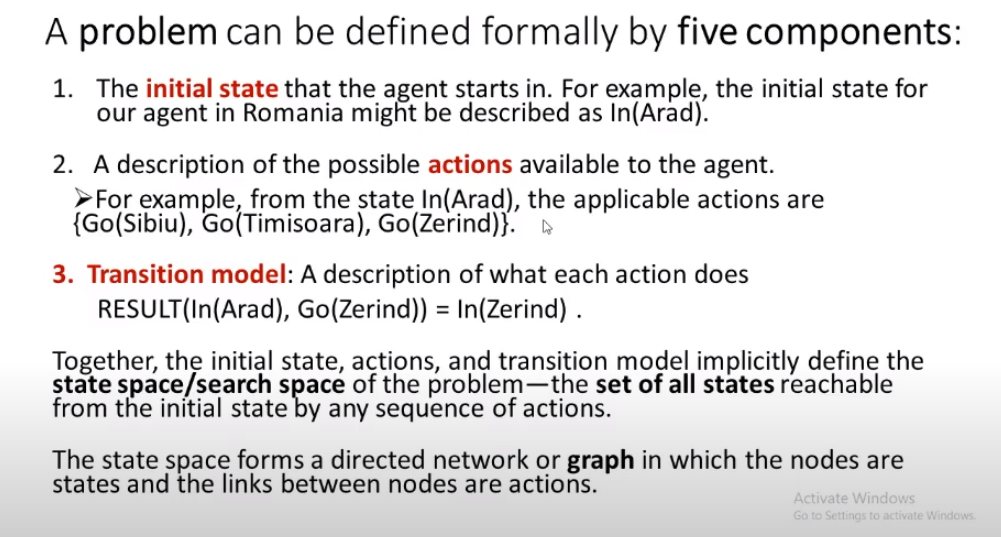 A problem can be defined formally by five components:
1. The initial state that the agent starts in. For example, the initial state for
our agent in Romania might be described as In(Arad).
2. A description of the possible actions available to the agent.
➢For example, from the state In(Arad), the applicable actions are
{Go(Sibiu), Go(Timisoara), Go(Zerind)}.
3. Transition model: A description of what each action does
RESULT(In(Arad), Go(Zerind)) = In(Zerind) .
Together, the initial state, actions, and transition model implicitly define the
state space/search space of the problem—the set of all states reachable
from the initial state by any sequence of actions.
The state space forms a directed network or graph in which the nodes are
states and the links between nodes are actions.
Activate Windows
Go to Settings to activate Windows.